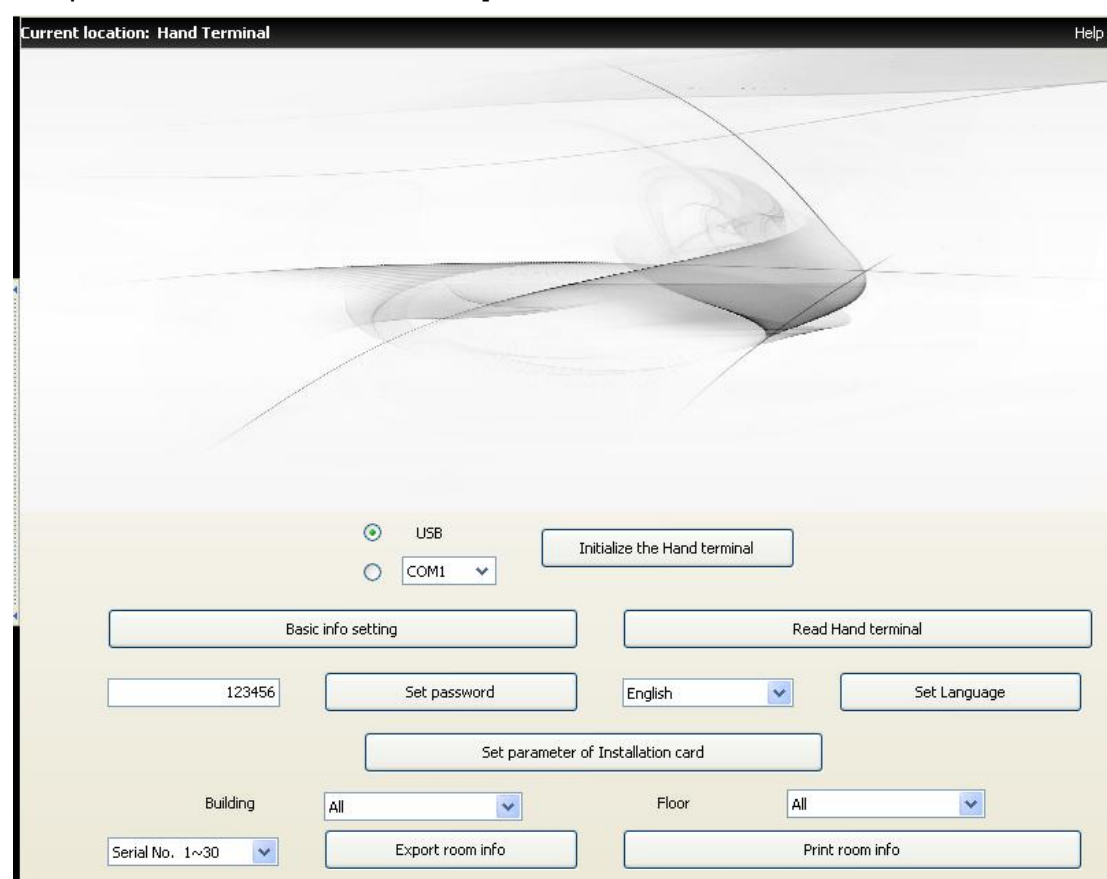 Current location: Hand Terminal Help
USB
Initialize the Hand terminal
COM1
Basic info setting Read Hand terminal
123456 Set password English Set Language
Set parameter of Installation card
Building All Floor All
Serial No. 1~30 Export room info Print room info